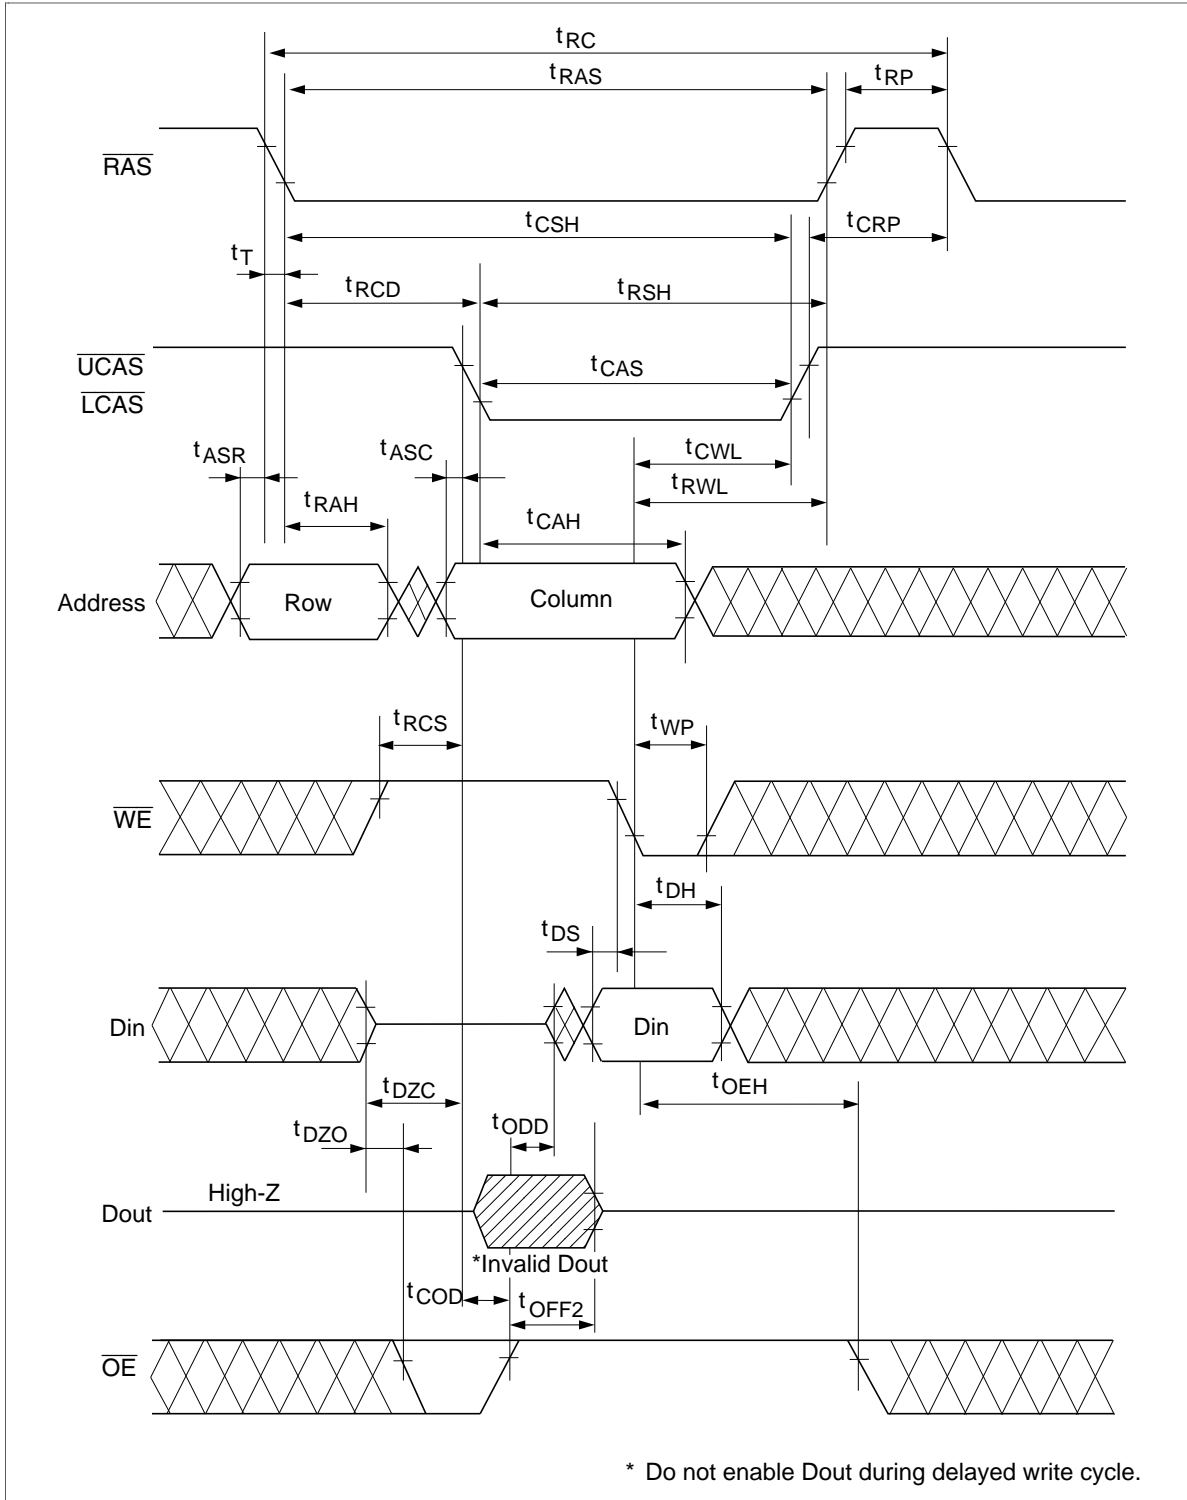 tRC
tRAS
tRP
RAS
tCSH
tCRP
tT
tRCD
tRSH
UCAS
tCAS
LCAS
tASR
tASC
tCWL
tRAH
tRWL
tCAH
Address
Row
Column
tRCS
tWP
WE
tDH
tDS
Din
Din
tDZC
tOEH
tDZO
tODD
High-Z
Dout
*Invalid Dout
tCOD
tOFF2
OE
* Do not enable Dout during delayed write cycle.